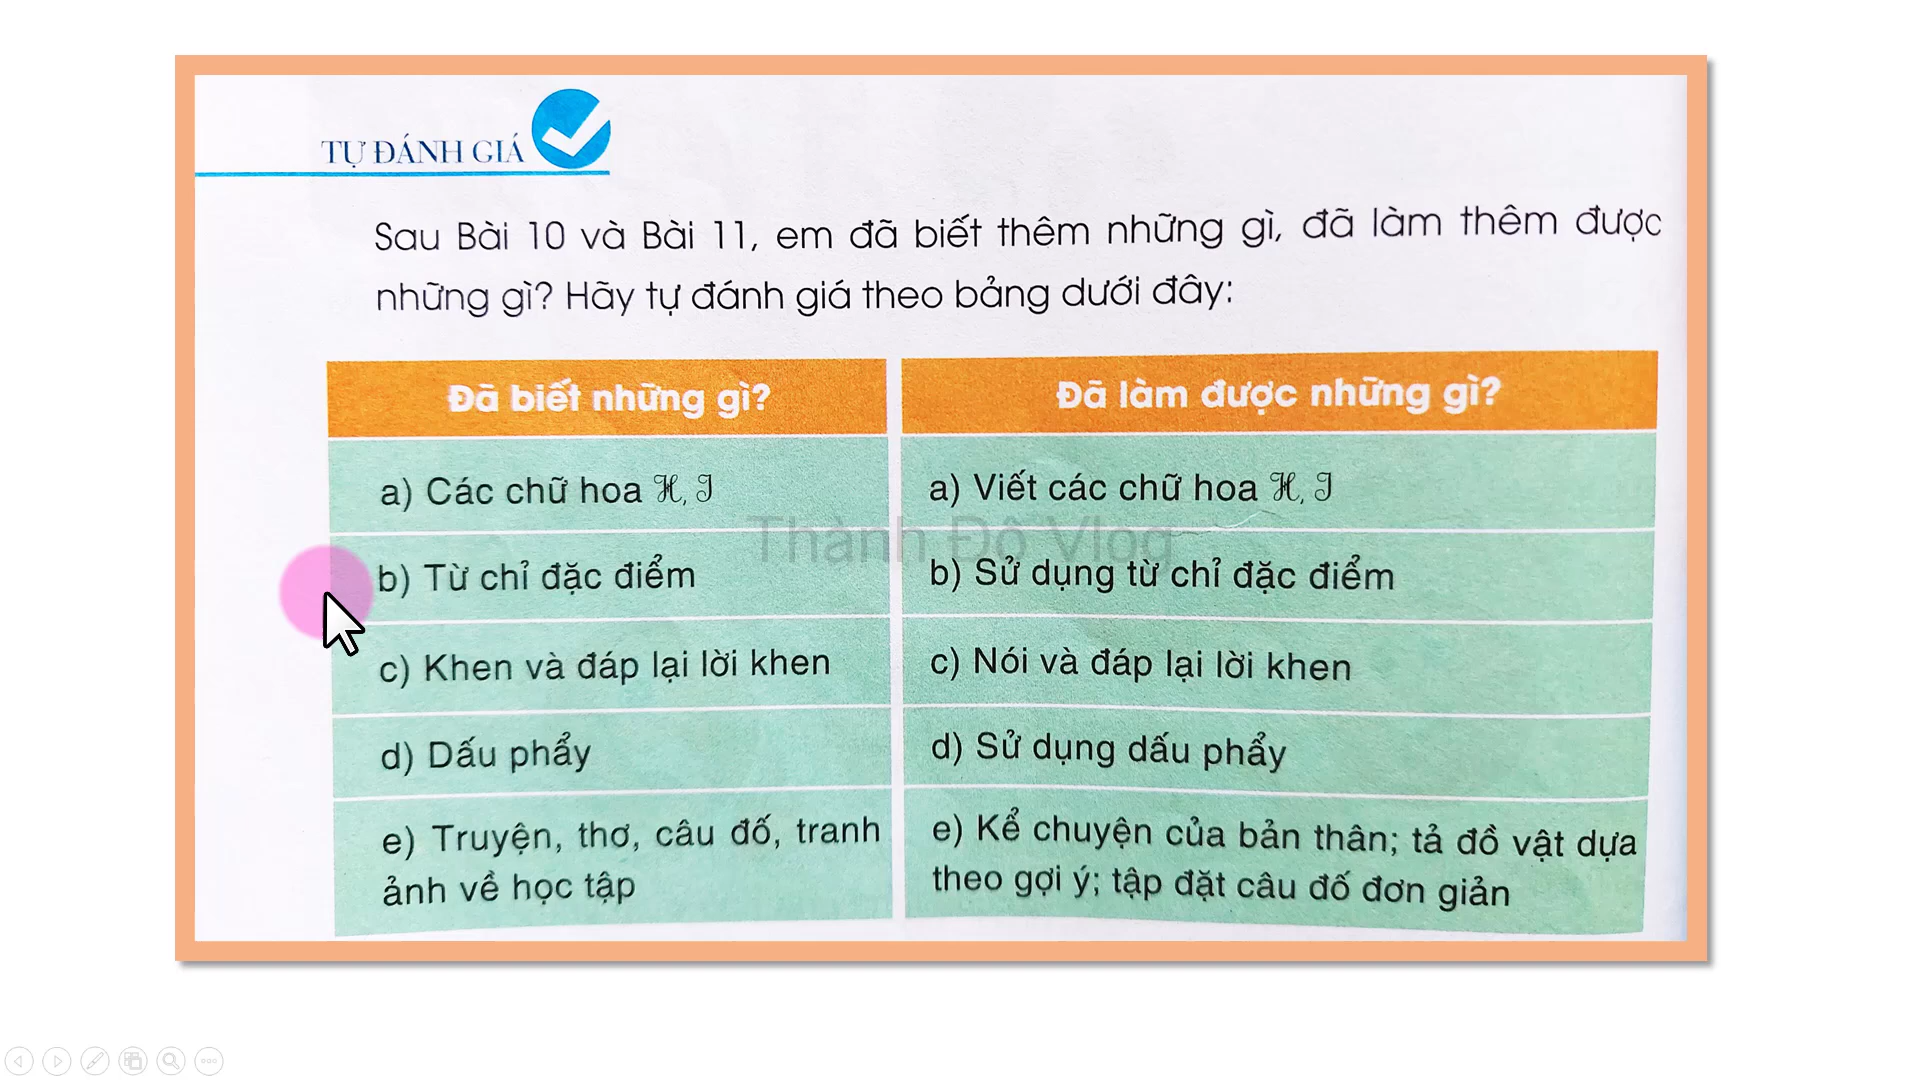 TỰ ĐÁNH GIÁ
Sau Bài 10 và Bài 11, em đã biết thêm những gì, đã làm thêm được
những gì? Hãy tự đánh giá theo bảng dưới đây:
Đã biết những gì?
Đã làm được những gì?
a) Các chữ hoa H, I
a) Viết các chữ hoa H, I
Thành Đô Vlog
b) Từ chỉ đặc điểm
b) Sử dụng từ chỉ đặc điểm
c) Khen và đáp lại lời khen
c) Nói và đáp lại lời khen
d) Dấu phẩy
d) Sử dụng dấu phẩy
e) Truyện, thơ, câu đố, tranh
ảnh về học tập
e) Kể chuyện của bản thân; tả đồ vật dựa
theo gợi ý; tập đặt câu đố đơn giản